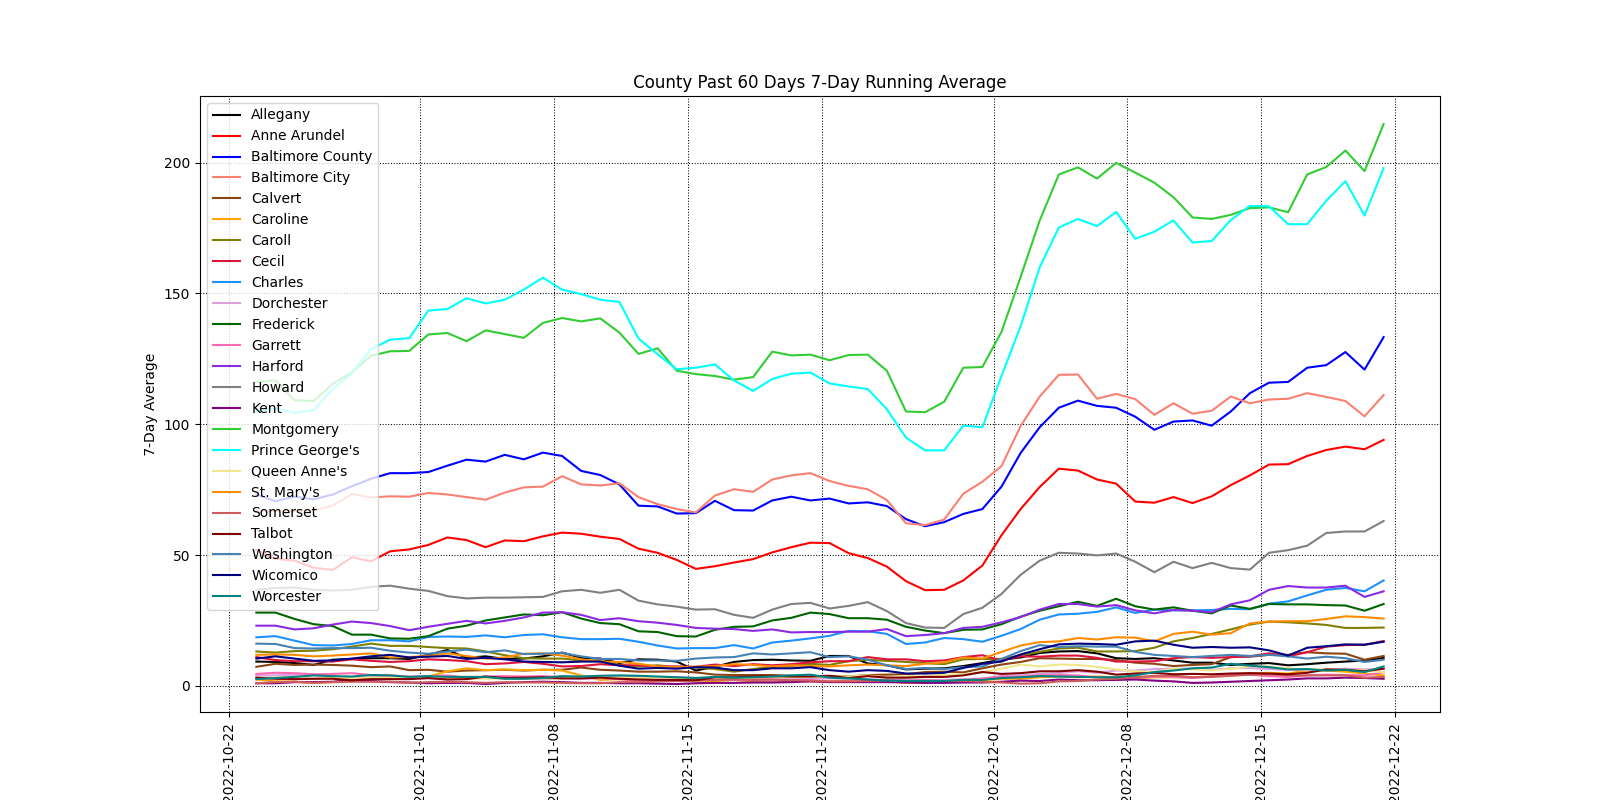 County Past 60 Days 7-Day Running Average
Allegany
Anne Arundel
Baltimore County
Baltimore City
Calvert
Caroline
Caroll
Cecil
Charles
Dorchester
Frederick
Garrett
Harford
Howard
Kent
Montgomery
Prince George's
Queen Anne's
St. Mary's
Somerset
Talbot
Washington
Wicomico
Worcester
7-Day Average
200
150
100
50
0
2022-10-22
2022-11-01
2022-11-08
2022-11-15
2022-11-22
2022-12-01
2022-12-08
2022-12-15
2022-12-22